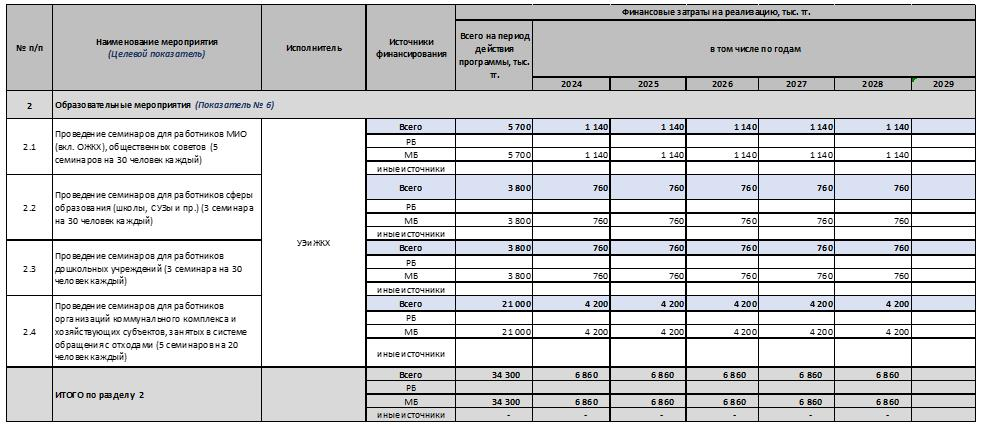 Финансовые затраты на реализацию, тыс. тг.
№ п/п
Наименование мероприятия
(Целевой показатель)
Исполнитель
Источники
финансирования
Всего на период
действия
программы, тыс.
тг.
в том числе по годам
2024 2025 2026 2027 2028 2029
2 Образовательные мероприятия (Показатель № 6)
2.1
Проведение семинаров для работников МИО
(вкл. ОЖКХ), общественных советов (5
семинаров на 30 человек каждый)
УЭиЖКХ
Всего 5 700 1 140 1 140 1 140 1 140 1 140
РБ
МБ 5 700 1 140 1 140 1 140 1 140 1 140
иные источники
2.2
Проведение семинаров для работников сферы
образования (школы, СУЗы и пр.) (3 семинара
на 30 человек каждый)
Всего 3 800 760 760 760 760 760
РБ
МБ 3 800 760 760 760 760 760
иные источники
2.3
Проведение семинаров для работников
дошкольных учреждений (3 семинара на 30
человек каждый)
Всего 3 800 760 760 760 760 760
РБ
МБ 3 800 760 760 760 760 760
иные источники
2.4
Проведение семинаров для работников
организаций коммунального комплекса и
хозяйствующих субъектов, занятых в системе
обращения с отходами (5 семинаров на 20
человек каждый)
Всего 21 000 4 200 4 200 4 200 4 200 4 200
РБ
МБ 21 000 4 200 4 200 4 200 4 200 4 200
иные источники
ИТОГО по разделу 2
Всего 34 300 6 860 6 860 6 860 6 860 6 860
РБ
МБ 34 300 6 860 6 860 6 860 6 860 6 860
иные источники - - - - - -